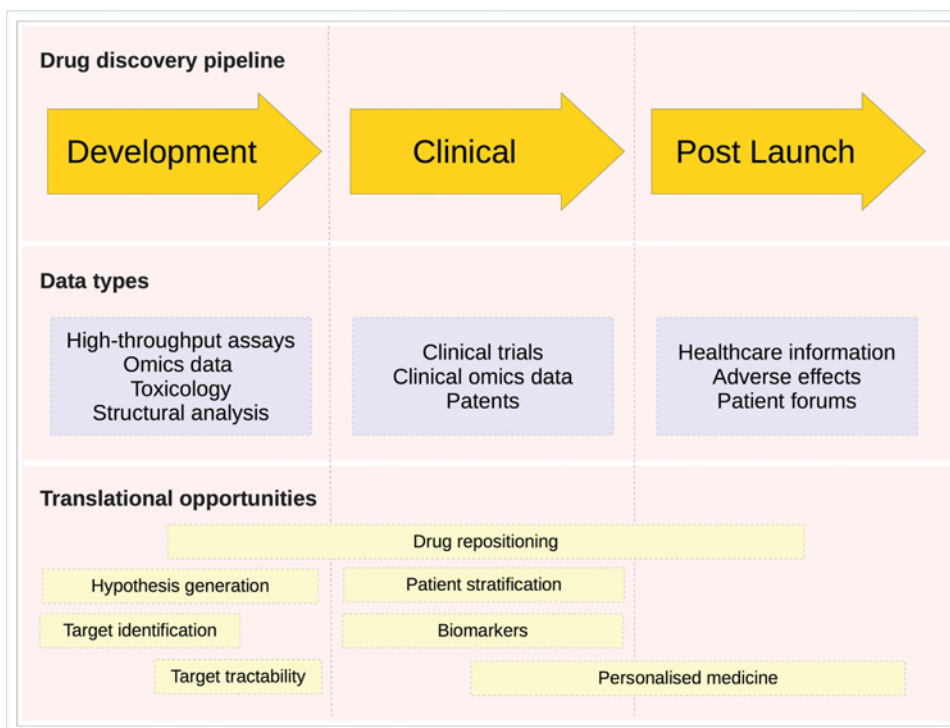 Drug discovery pipeline
Development
Clinical
Post Launch
Data types
High-throughput assays
Omics data
Toxicology
Structural analysis
Clinical trials
Clinical omics data
Patents
Healthcare information
Adverse effects
Patient forums
Translational opportunities
Drug repositioning
Hypothesis generation
Patient stratification
Target identification
Biomarkers
Target tractability
Personalised medicine